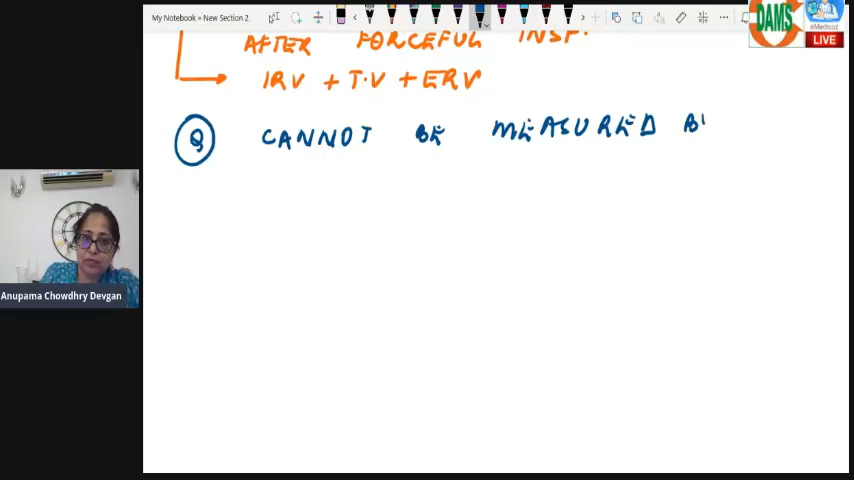 My Notebook » New Section 2
DAMS
eMedicoz
LIVE
AFTER FORCEFUL INSP.
IRV + T.V + ERV
Q CANNOT BE MEASURED B
Anupama Chowdhry Devgan